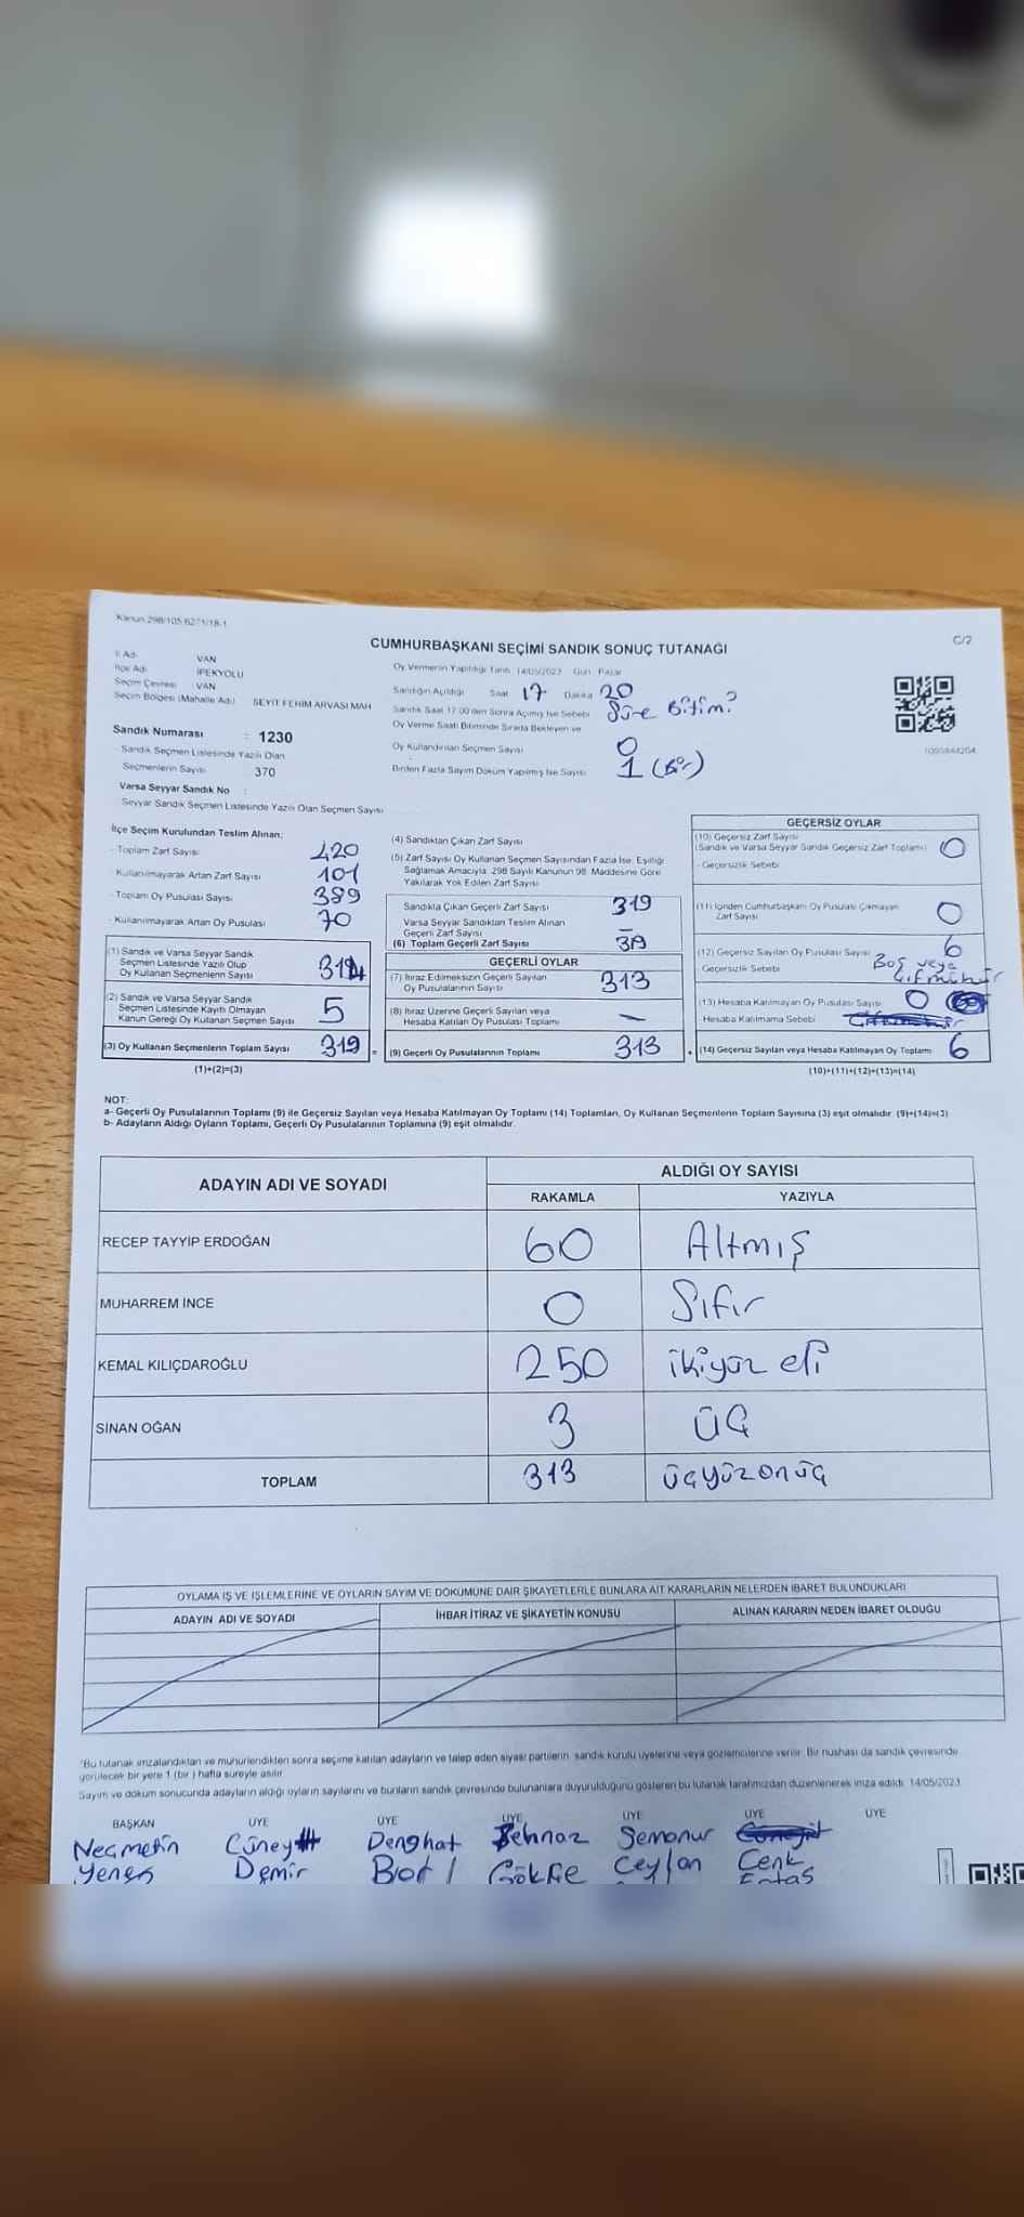 Kanun 298/105 6271/18-1
C/2
CUMHURBAŞKANI SEÇİMİ SANDIK SONUÇ TUTANAĞI
İl Adı VAN
İlçe Adı İPEKYOLU
Seçim Çevresi VAN
Seçim Bölgesi (Mahalle Adı) SEYİT FEHİM ARVASİ MAH
Sandık Numarası : 1230
Sandık Seçmen Listesinde Yazılı Olan
Seçmenlerin Sayısı 370
Varsa Seyyar Sandık No :
Seyyar Sandık Seçmen Listesinde Yazılı Olan Seçmen Sayısı
Oy Vermenin Yapıldığı Tarih 14/05/2023 Gün Pazar
Sandığın Açıldığı Saat 17 Dakika 20
Sandık Saat 17:00'den Sonra Açılmış İse Sebebi Süre Bitim?
Oy Verme Saati Bitiminde Sırada Bekleyen ve
Oy Kullandırılan Seçmen Sayısı 0
Birden Fazla Sayım Döküm Yapılmış İse Sayısı 1 (Bir)
İlçe Seçim Kurulundan Teslim Alınan:
- Toplam Zarf Sayısı 420
- Kullanılmayarak Artan Zarf Sayısı 101
- Toplam Oy Pusulası Sayısı 389
- Kullanılmayarak Artan Oy Pusulası 70
(1) Sandık ve Varsa Seyyar Sandık
Seçmen Listesinde Yazılı Olup
Oy Kullanan Seçmenlerin Sayısı 314
(2) Sandık ve Varsa Seyyar Sandık
Seçmen Listesinde Kayıtlı Olmayan
Kanun Gereği Oy Kullanan Seçmen Sayısı 5
(3) Oy Kullanan Seçmenlerin Toplam Sayısı 319 =
(1)+(2)=(3)
(4) Sandıktan Çıkan Zarf Sayısı
(5) Zarf Sayısı Oy Kullanan Seçmen Sayısından Fazla İse, Eşitliği
Sağlamak Amacıyla, 298 Sayılı Kanunun 98. Maddesine Göre
Yakılarak Yok Edilen Zarf Sayısı
Sandıkta Çıkan Geçerli Zarf Sayısı 319
Varsa Seyyar Sandıktan Teslim Alınan
Geçerli Zarf Sayısı –
(6) Toplam Geçerli Zarf Sayısı 319
GEÇERLİ OYLAR
(7) İtiraz Edilmeksizin Geçerli Sayılan
Oy Pusulalarının Sayısı 313
(8) İtiraz Üzerine Geçerli Sayılan veya
Hesaba Katılan Oy Pusulası Toplamı –
(9) Geçerli Oy Pusulalarının Toplamı 313 +
GEÇERSİZ OYLAR
(10) Geçersiz Zarf Sayısı
(Sandık ve Varsa Seyyar Sandık Geçersiz Zarf Toplamı) 0
- Geçersizlik Sebebi
(11) İçinden Cumhurbaşkanı Oy Pusulası Çıkmayan
Zarf Sayısı 0
(12) Geçersiz Sayılan Oy Pusulası Sayısı 6
Geçersizlik Sebebi Boş veya
Çift mühür
(13) Hesaba Katılmayan Oy Pusulası Sayısı 0
- Hesaba Katılmama Sebebi
(14) Geçersiz Sayılan veya Hesaba Katılmayan Oy Toplamı 6
(10)+(11)+(12)+(13)=(14)
NOT:
a- Geçerli Oy Pusulalarının Toplamı (9) ile Geçersiz Sayılan veya Hesaba Katılmayan Oy Toplamı (14) Toplamları, Oy Kullanan Seçmenlerin Toplam Sayısına (3) eşit olmalıdır. (9)+(14)=(3)
b- Adayların Aldığı Oyların Toplamı, Geçerli Oy Pusulalarının Toplamına (9) eşit olmalıdır.
ADAYIN ADI VE SOYADI
ALDIĞI OY SAYISI
RAKAMLA YAZIYLA
RECEP TAYYİP ERDOĞAN 60 Altmış
MUHARREM İNCE 0 Sıfır
KEMAL KILIÇDAROĞLU 250 ikiyüz elli
SİNAN OĞAN 3 üç
TOPLAM 313 üçyüzonüç
OYLAMA İŞ VE İŞLEMLERİNE VE OYLARIN SAYIM VE DÖKÜMÜNE DAİR ŞİKAYETLERLE BUNLARA AİT KARARLARIN NELERDEN İBARET BULUNDUKLARI
ADAYIN ADI VE SOYADI İHBAR İTİRAZ VE ŞİKAYETİN KONUSU ALINAN KARARIN NEDEN İBARET OLDUĞU
*Bu tutanak imzalandıktan ve mühürlendikten sonra seçime katılan adayların ve talep eden siyasi partilerin, sandık kurulu üyelerine veya gözlemcilerine verilir. Bir nüshası da sandık çevresinde
görülecek bir yere 1 (bir) hafta süreyle asılır.
Sayım ve döküm sonucunda adayların aldığı oyların sayılarını ve bunların sandık çevresinde bulunanlara duyurulduğunu gösteren bu tutanak tarafımızdan düzenlenerek imza edildi. 14/05/2023
BAŞKAN ÜYE ÜYE ÜYE ÜYE ÜYE ÜYE
Necmettin Cüneyt Denghat Behnaz Semanur
Demir Gökçe Ceylan Cenk